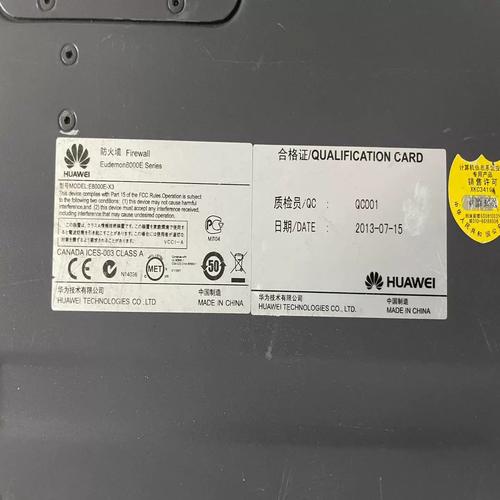 防火墙 Firewall
Eudemon8000E Series
HUAWEI
型号/MODEL: E8000E-X3
This device complies with Part 15 of the FCC Rules.Operation is subject
to the following two conditions:
(1) this device may not cause harmful interference, and
(2) this device must accept any interference received,
including interference that may cause undesired operation.
VCCI-A
CANADA ICES-003 CLASS A
N14036
MET
50
MT04
华为技术有限公司
HUAWEI TECHNOLOGIES CO.,LTD.
中国制造
MADE IN CHINA
合格证/QUALIFICATION CARD
质检员/QC : QC001
日期/DATE : 2013-07-15
HUAWEI
华为技术有限公司
HUAWEI TECHNOLOGIES CO.,LTD.
中国制造
MADE IN CHINA
专用产品
销售许可